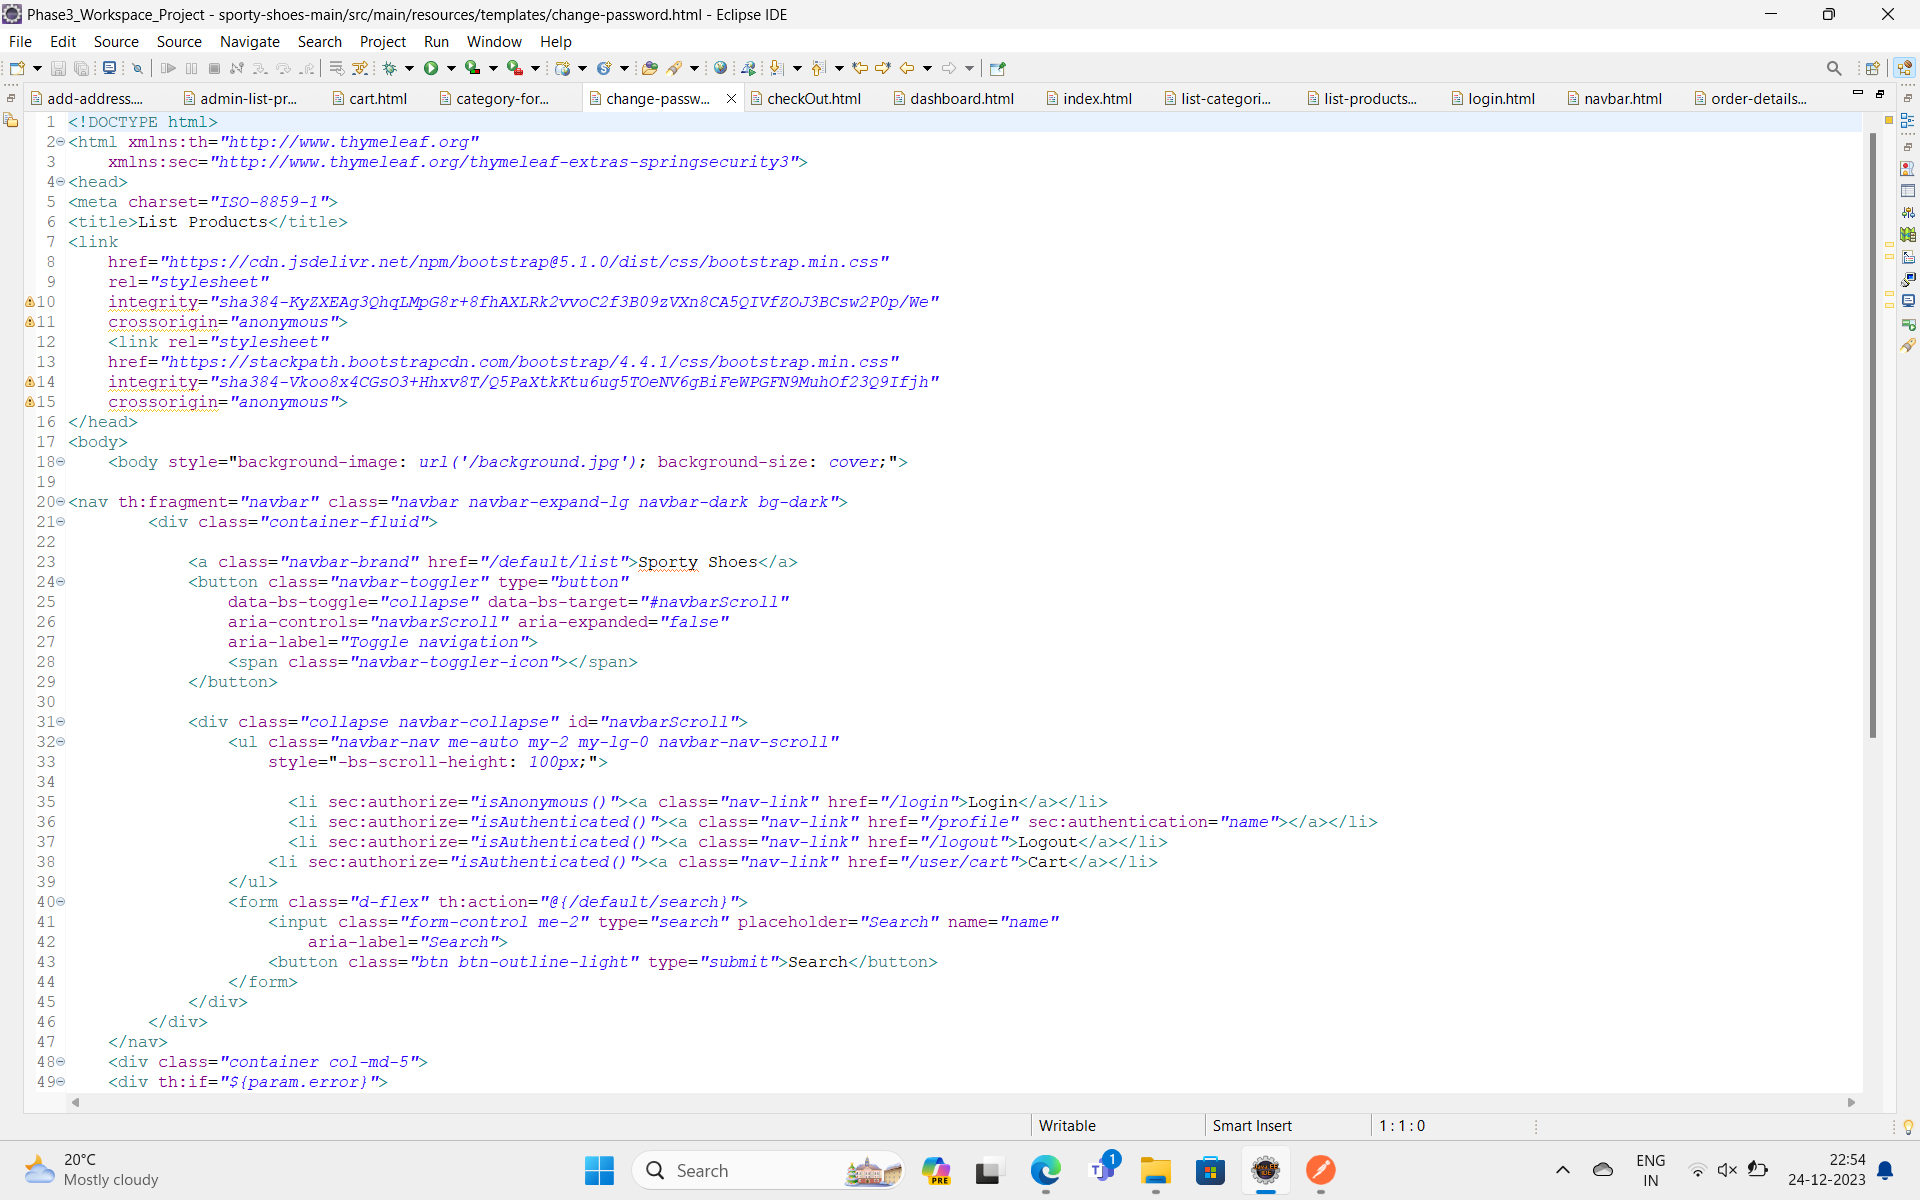 Phase3_Workspace_Project - sporty-shoes-main/src/main/resources/templates/change-password.html - Eclipse IDE
File Edit Source Source Navigate Search Project Run Window Help
add-address.... admin-list-pr... cart.html category-for... change-passw... checkOut.html dashboard.html index.html list-categori... list-products... login.html navbar.html order-details...
1 <!DOCTYPE html>
2 <html xmlns:th="http://www.thymeleaf.org"
3 xmlns:sec="http://www.thymeleaf.org/thymeleaf-extras-springsecurity3">
4 <head>
5 <meta charset="ISO-8859-1">
6 <title>List Products</title>
7 <link
8 href="https://cdn.jsdelivr.net/npm/bootstrap@5.1.0/dist/css/bootstrap.min.css"
9 rel="stylesheet"
10 integrity="sha384-KyZXEAg3QhqLMpG8r+8fhAXLRk2vvoC2f3B09zVXn8CA5QIVfZOJ3BCsw2P0p/We"
11 crossorigin="anonymous">
12 <link rel="stylesheet"
13 href="https://stackpath.bootstrapcdn.com/bootstrap/4.4.1/css/bootstrap.min.css"
14 integrity="sha384-Vkoo8x4CGsO3+Hhxv8T/Q5PaXtkKtu6ug5TOeNV6gBiFeWPGFN9MuhOf23Q9Ifjh"
15 crossorigin="anonymous">
16 </head>
17 <body>
18 <body style="background-image: url('/background.jpg'); background-size: cover;">
19
20 <nav th:fragment="navbar" class="navbar navbar-expand-lg navbar-dark bg-dark">
21 <div class="container-fluid">
22
23 <a class="navbar-brand" href="/default/list">Sporty Shoes</a>
24 <button class="navbar-toggler" type="button"
25 data-bs-toggle="collapse" data-bs-target="#navbarScroll"
26 aria-controls="navbarScroll" aria-expanded="false"
27 aria-label="Toggle navigation">
28 <span class="navbar-toggler-icon"></span>
29 </button>
30
31 <div class="collapse navbar-collapse" id="navbarScroll">
32 <ul class="navbar-nav me-auto my-2 my-lg-0 navbar-nav-scroll"
33 style="-bs-scroll-height: 100px;">
34
35 <li sec:authorize="isAnonymous()"><a class="nav-link" href="/login">Login</a></li>
36 <li sec:authorize="isAuthenticated()"><a class="nav-link" href="/profile" sec:authentication="name"></a></li>
37 <li sec:authorize="isAuthenticated()"><a class="nav-link" href="/logout">Logout</a></li>
38 <li sec:authorize="isAuthenticated()"><a class="nav-link" href="/user/cart">Cart</a></li>
39 </ul>
40 <form class="d-flex" th:action="@{/default/search}">
41 <input class="form-control me-2" type="search" placeholder="Search" name="name"
42 aria-label="Search">
43 <button class="btn btn-outline-light" type="submit">Search</button>
44 </form>
45 </div>
46 </div>
47 </nav>
48 <div class="container col-md-5">
49 <div th:if="${param.error}">
Writable Smart Insert 1 : 1 : 0
20°C
Mostly cloudy
Search
PRE
1
ENG
IN
22:54
24-12-2023